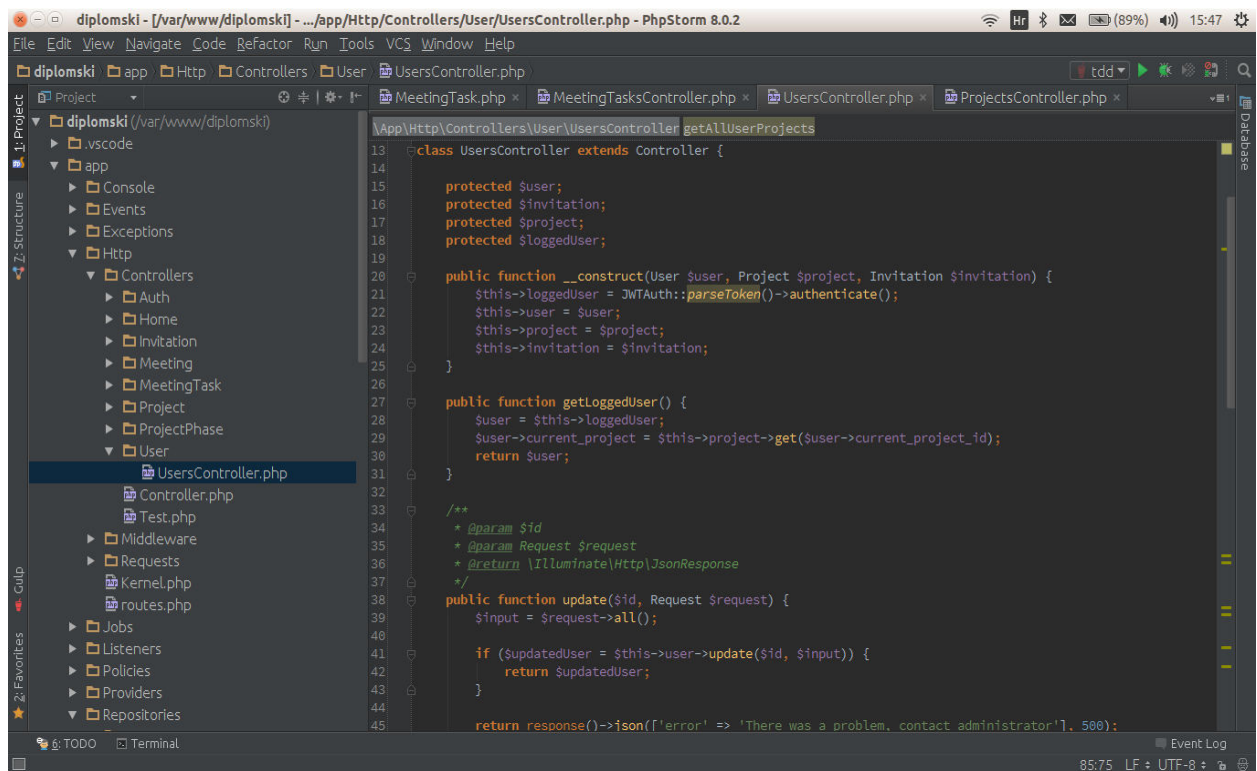 diplomski - [/var/www/diplomski] - .../app/Http/Controllers/User/UsersController.php - PhpStorm 8.0.2
Hr (89%) 15:47
File Edit View Navigate Code Refactor Run Tools VCS Window Help
diplomski app Http Controllers User UsersController.php
tdd
Project
MeetingTask.php × MeetingTasksController.php × UsersController.php × ProjectsController.php ×
1: Project
Z: Structure
Gulp
2: Favorites
diplomski (/var/www/diplomski)
.vscode
app
Console
Events
Exceptions
Http
Controllers
Auth
Home
Invitation
Meeting
MeetingTask
Project
ProjectPhase
User
UsersController.php
Controller.php
Test.php
Middleware
Requests
Kernel.php
routes.php
Jobs
Listeners
Policies
Providers
Repositories
\App\Http\Controllers\User\UsersController getAllUserProjects
13 class UsersController extends Controller {
14
15 protected $user;
16 protected $invitation;
17 protected $project;
18 protected $loggedUser;
19
20 public function __construct(User $user, Project $project, Invitation $invitation) {
21 $this->loggedUser = JWTAuth::parseToken()->authenticate();
22 $this->user = $user;
23 $this->project = $project;
24 $this->invitation = $invitation;
25 }
26
27 public function getLoggedUser() {
28 $user = $this->loggedUser;
29 $user->current_project = $this->project->get($user->current_project_id);
30 return $user;
31 }
32
33 /**
34 * @param $id
35 * @param Request $request
36 * @return \Illuminate\Http\JsonResponse
37 */
38 public function update($id, Request $request) {
39 $input = $request->all();
40
41 if ($updatedUser = $this->user->update($id, $input)) {
42 return $updatedUser;
43 }
44
45 return response()->json(['error' => 'There was a problem, contact administrator'], 500);
Database
6: TODO Terminal
Event Log
85:75 LF UTF-8